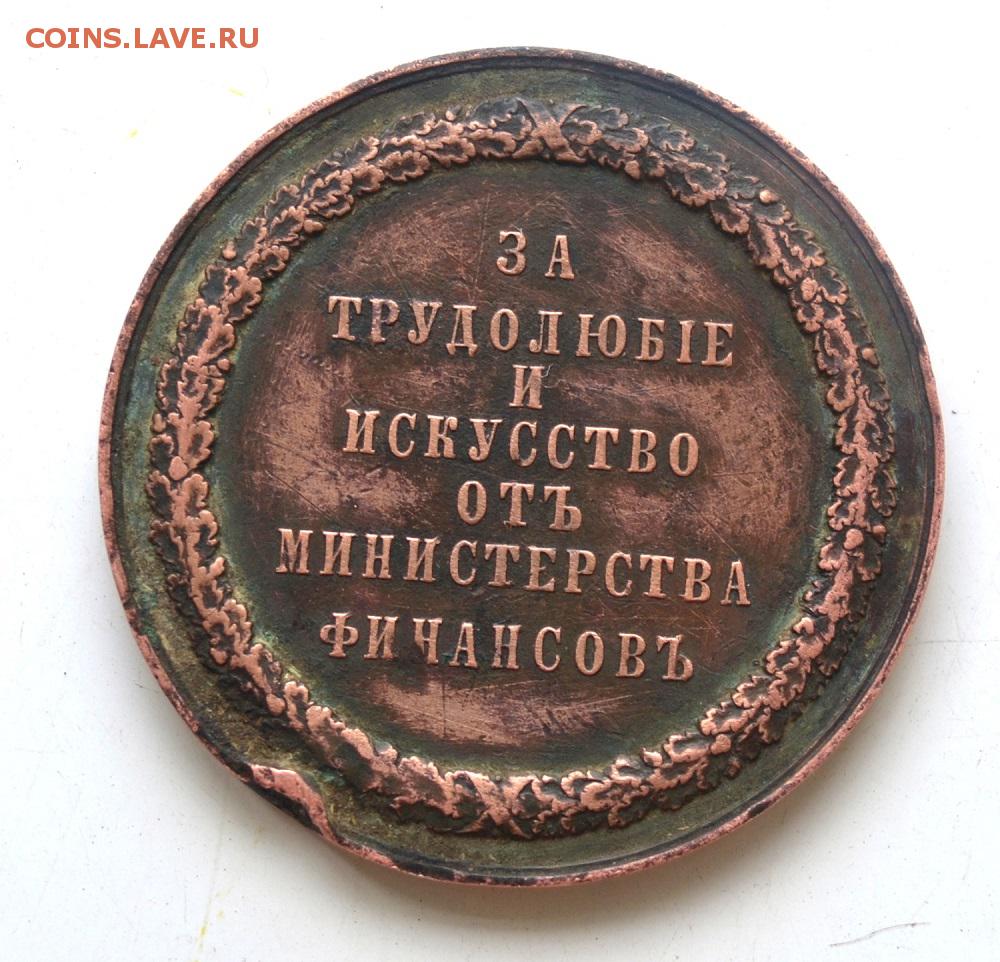 COINS.LAVE.RU
ЗА
ТРУДОЛЮБІЕ
И
ИСКУССТВО
ОТЪ
МИНИСТЕРСТВА
ФИЧАНСОВЪ